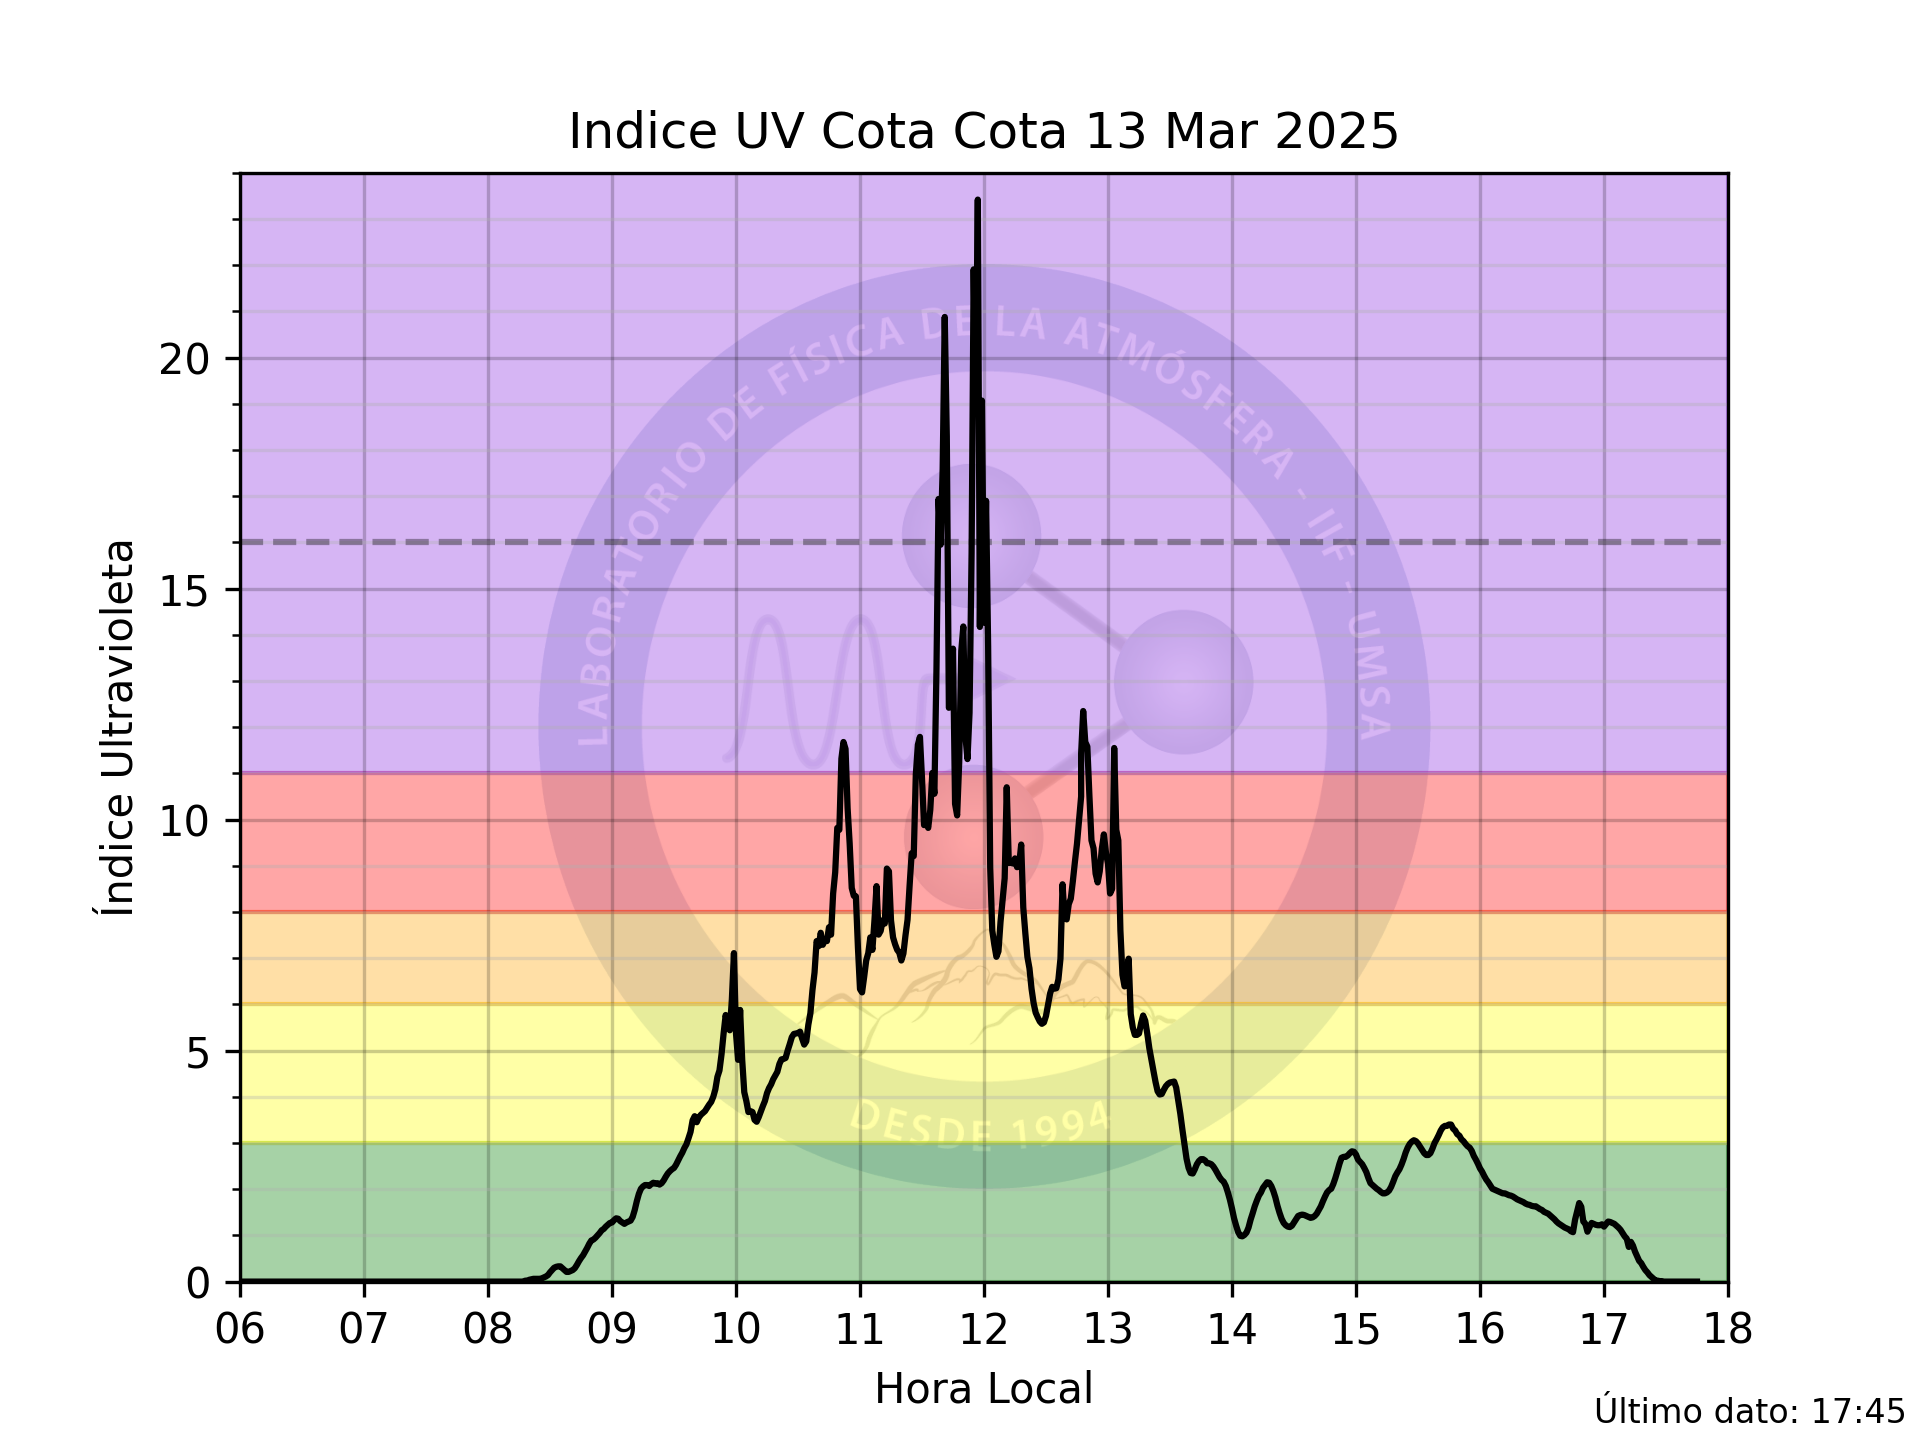 Indice UV Cota Cota 13 Mar 2025
Índice Ultravioleta
20
15
10
5
0
LABORATORIO DE FÍSICA DE LA ATMÓSFERA - IIF - UMSA
DESDE 1994
06 07 08 09 10 11 12 13 14 15 16 17 18
Hora Local
Último dato: 17:45